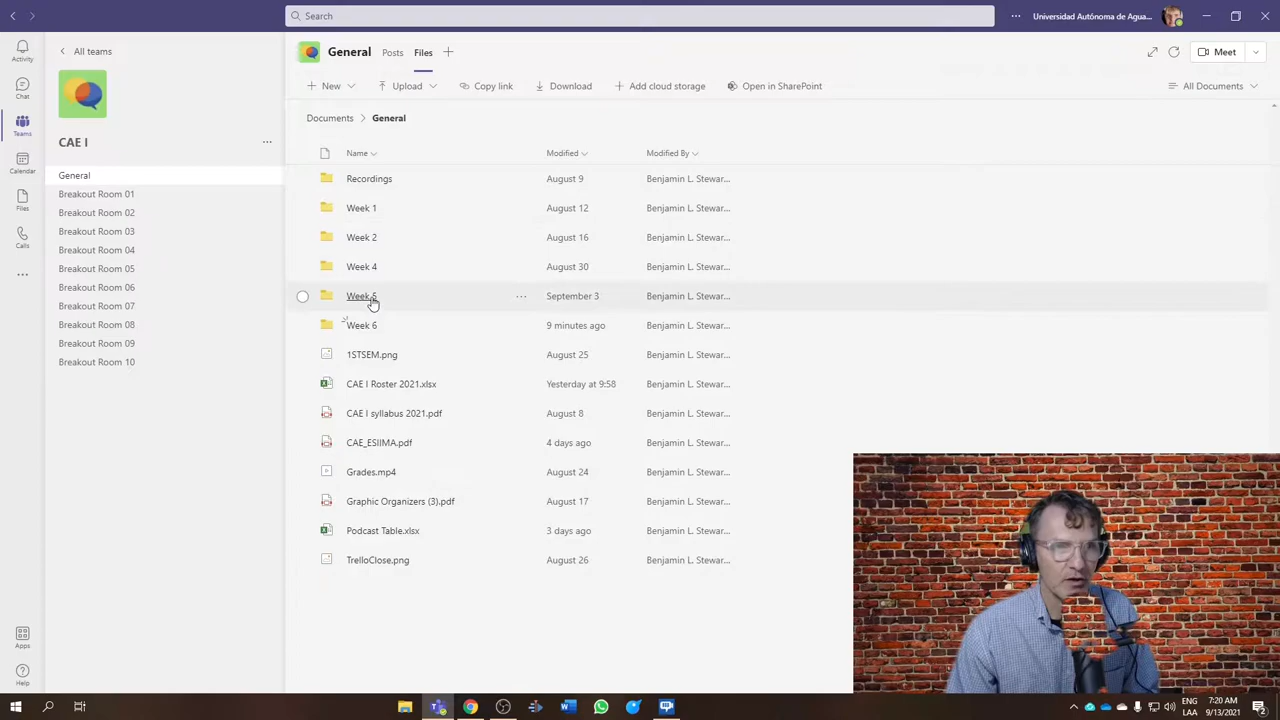 Search
Universidad Autónoma de Agua...
Activity
Chat
Teams
Calendar
Files
Calls
Apps
Help
All teams
CAE I
General
Breakout Room 01
Breakout Room 02
Breakout Room 03
Breakout Room 04
Breakout Room 05
Breakout Room 06
Breakout Room 07
Breakout Room 08
Breakout Room 09
Breakout Room 10
General Posts Files Meet
New Upload Copy link Download Add cloud storage Open in SharePoint All Documents
Documents General
Name Modified Modified By
Recordings August 9 Benjamin L. Stewar...
Week 1 August 12 Benjamin L. Stewar...
Week 2 August 16 Benjamin L. Stewar...
Week 4 August 30 Benjamin L. Stewar...
Week 5 September 3 Benjamin L. Stewar...
Week 6 9 minutes ago Benjamin L. Stewar...
1STSEM.png August 25 Benjamin L. Stewar...
CAE I Roster 2021.xlsx Yesterday at 9:58 Benjamin L. Stewar...
CAE I syllabus 2021.pdf August 8 Benjamin L. Stewar...
CAE_ESIIMA.pdf 4 days ago Benjamin L. Stewar...
Grades.mp4 August 24 Benjamin L. Stewar...
Graphic Organizers (3).pdf August 17 Benjamin L. Stewar...
Podcast Table.xlsx 3 days ago Benjamin L. Stewar...
TrelloClose.png August 26 Benjamin L. Stewar...
ENG 7:20 AM
LAA 9/13/2021
2